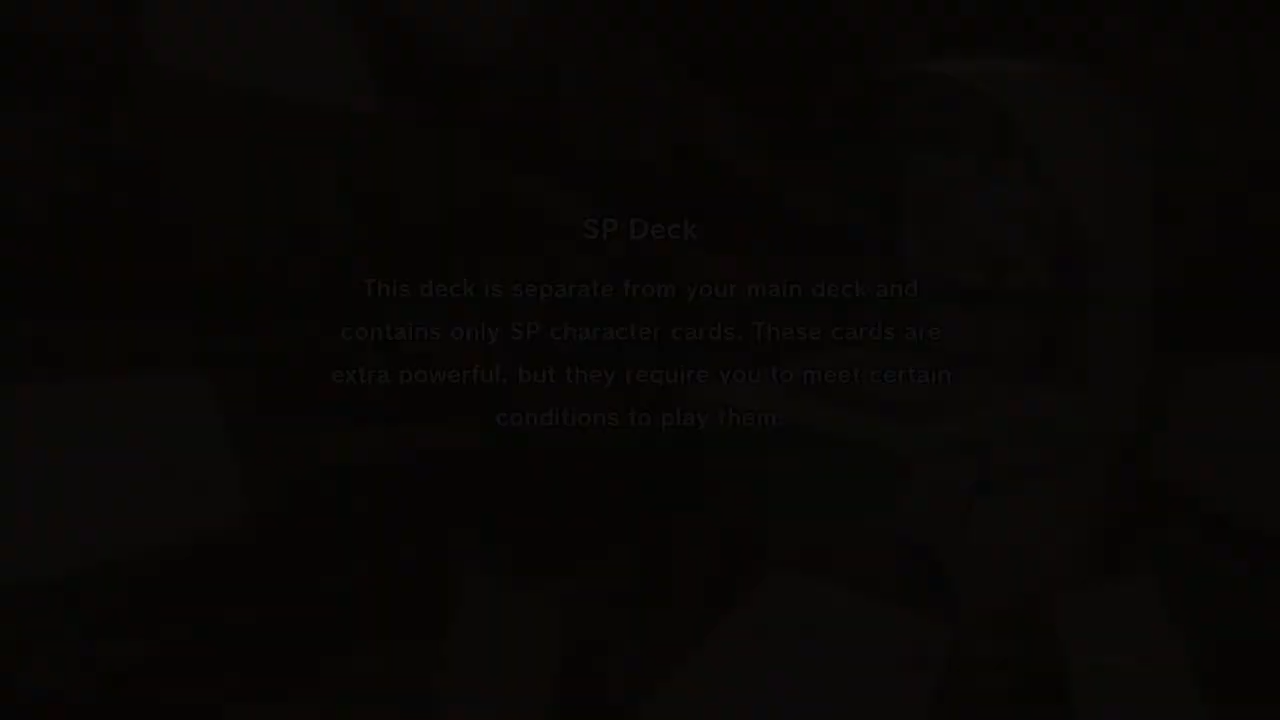 SP Deck
This deck is separate from your main deck and
contains only SP character cards. These cards are
extra powerful, but they require you to meet certain
conditions to play them.